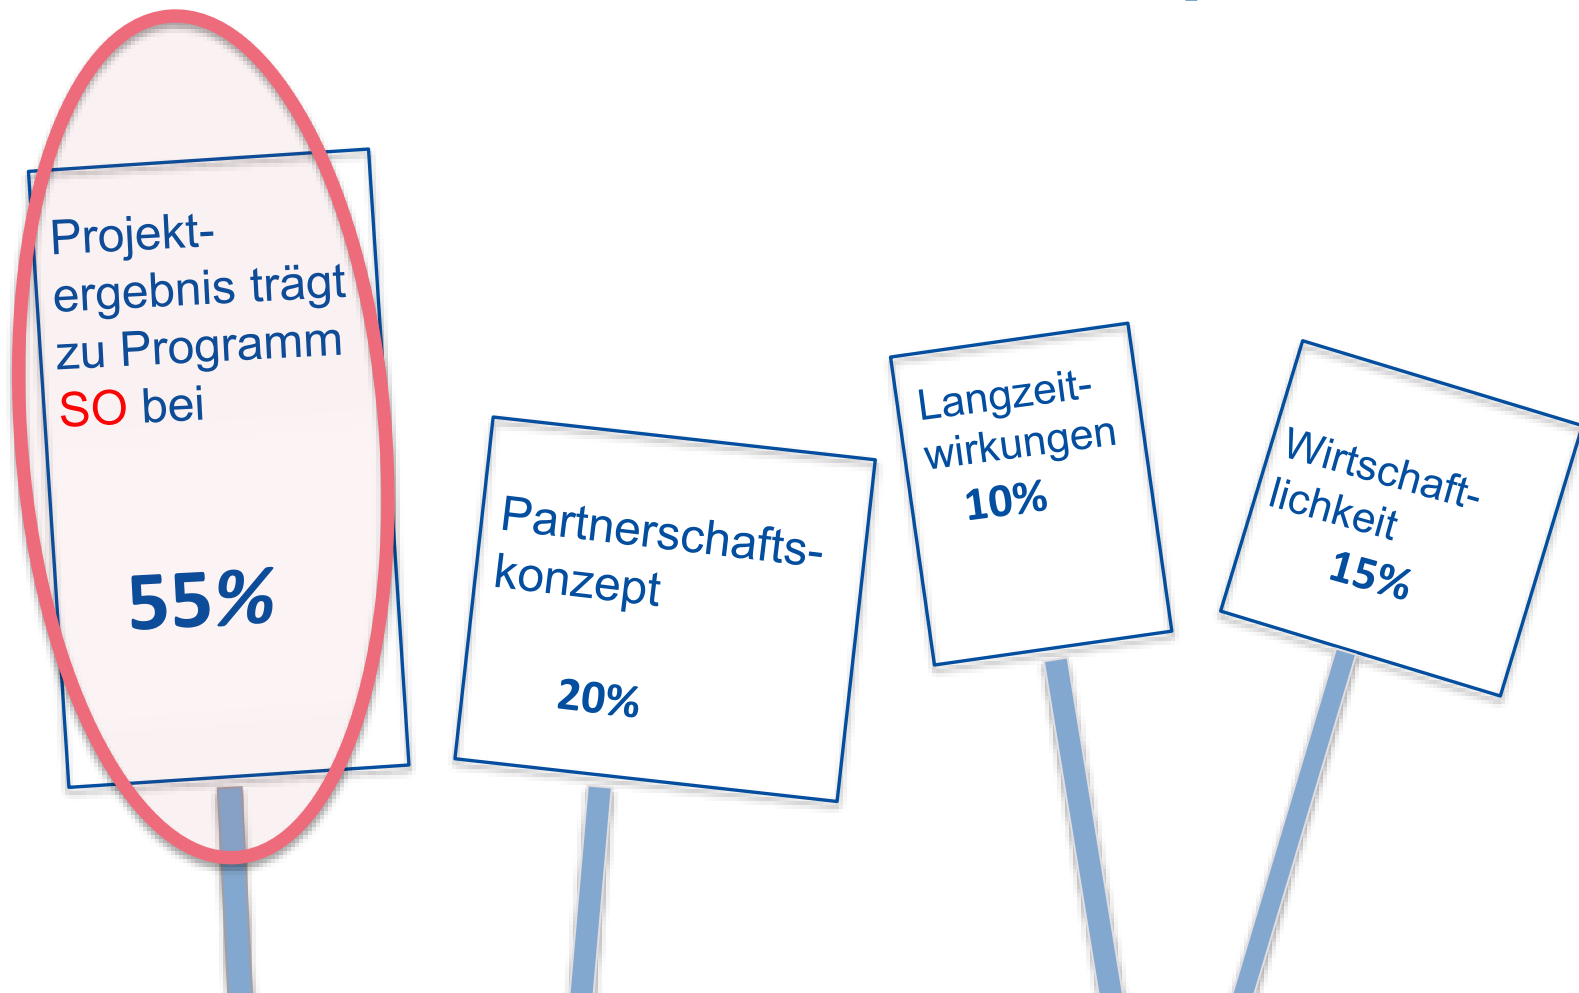 Projekt-
ergebnis trägt
zu Programm
SO bei
55%
Partnerschafts-
konzept
20%
Langzeit-
wirkungen
10%
Wirtschaft-
lichkeit
15%